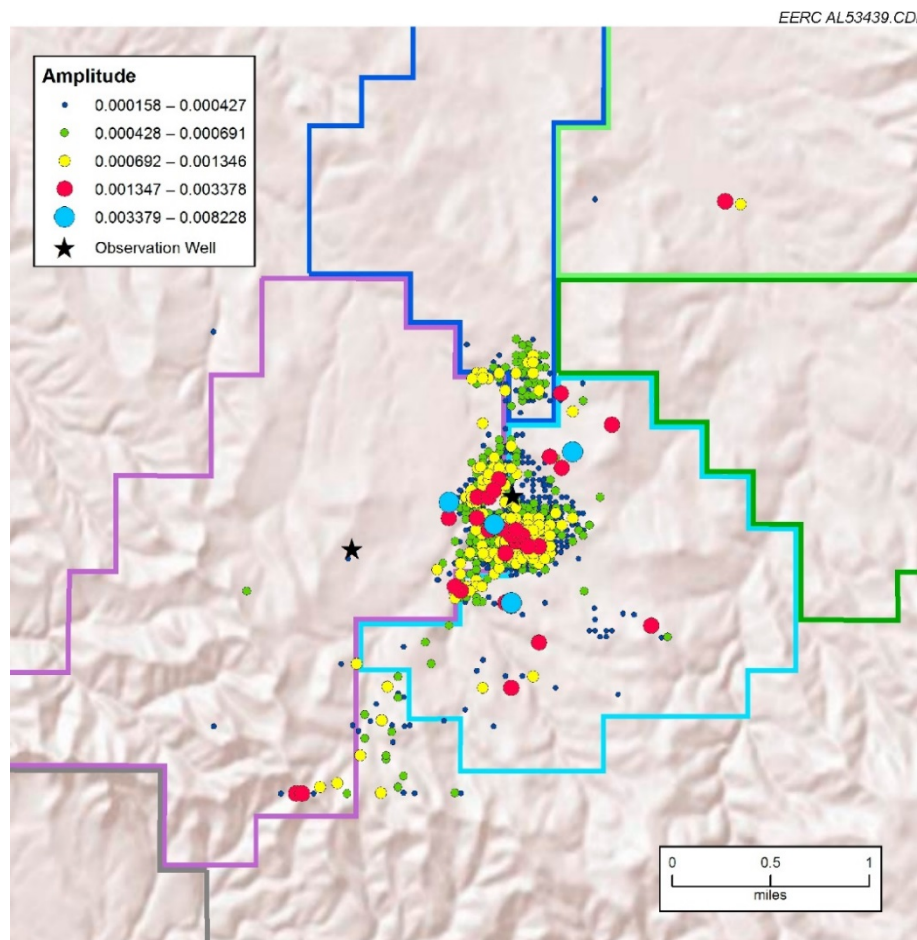 EERC AL53439.CD
Amplitude
0.000158 – 0.000427
0.000428 – 0.000691
0.000692 – 0.001346
0.001347 – 0.003378
0.003379 – 0.008228
Observation Well
0 0.5 1
miles